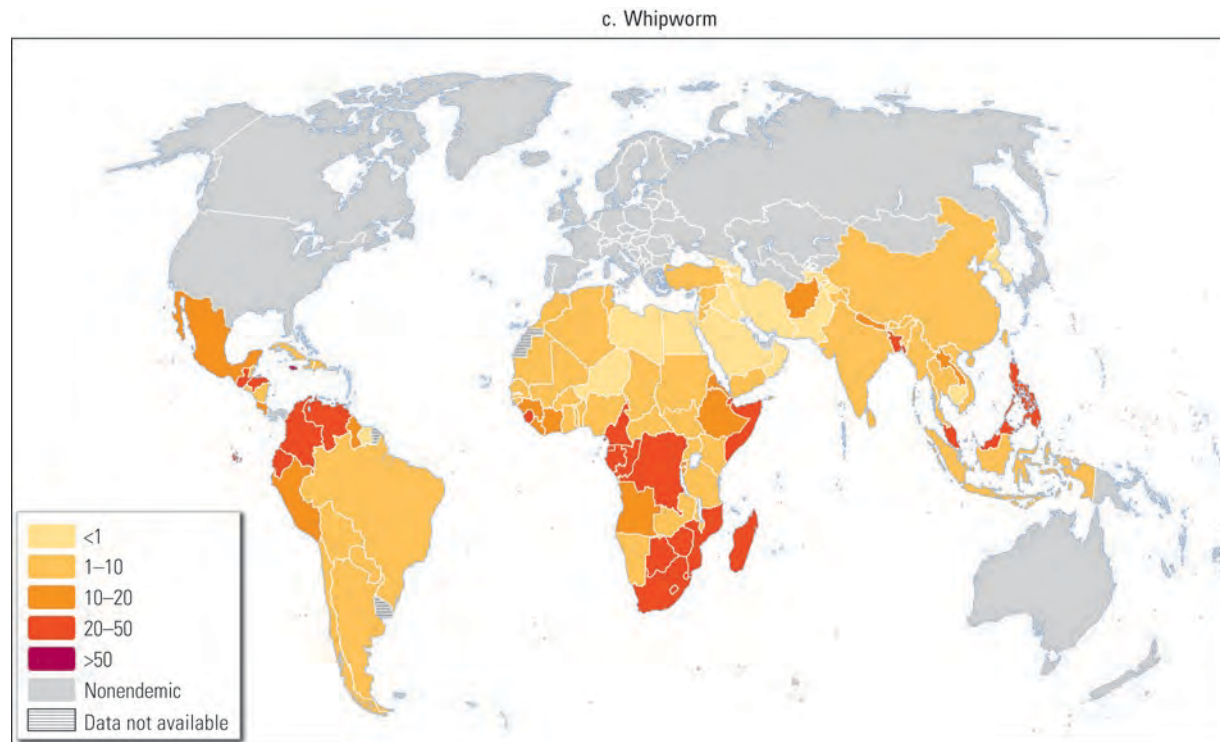 c. Whipworm
<1
1–10
10–20
20–50
>50
Nonendemic
Data not available